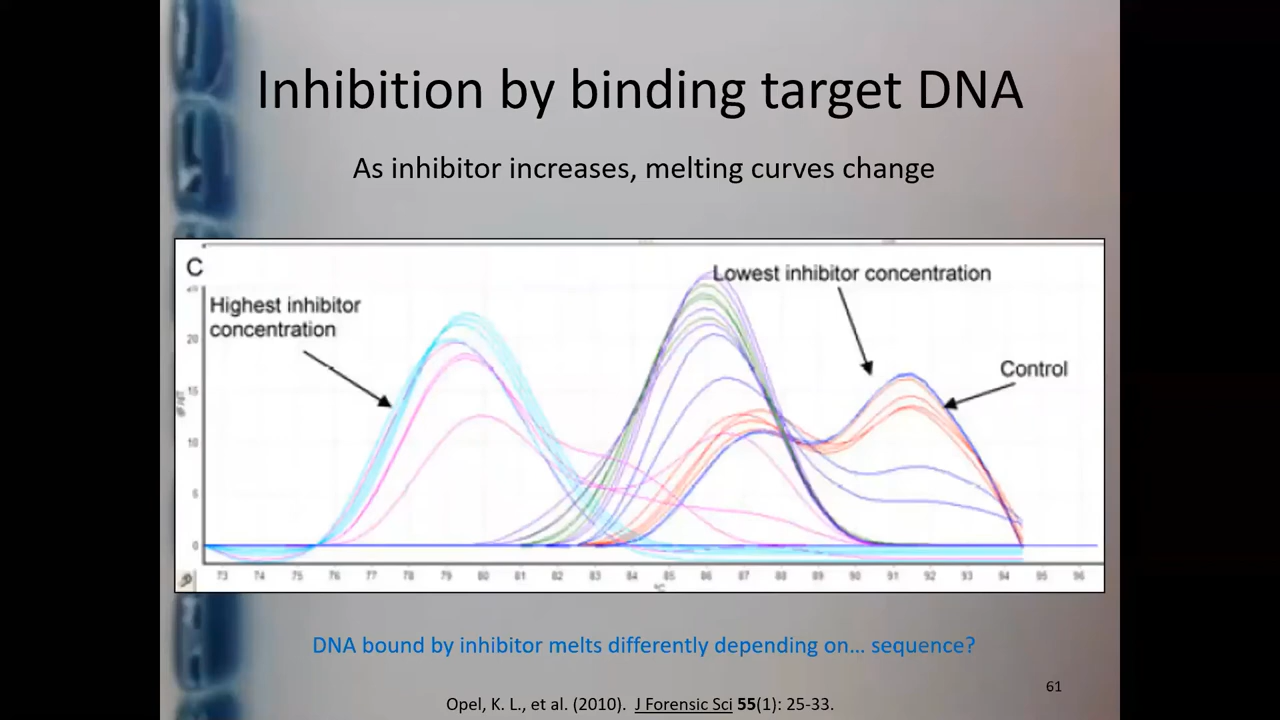 Inhibition by binding target DNA
As inhibitor increases, melting curves change
C
Lowest inhibitor concentration
Highest inhibitor
concentration
Control
20
15
10
5
0
73 74 75 76 77 78 79 80 81 82 83 84 85 86 87 88 89 90 91 92 93 94 95 96
°C
DNA bound by inhibitor melts differently depending on... sequence?
61
Opel, K. L., et al. (2010). J Forensic Sci 55(1): 25-33.